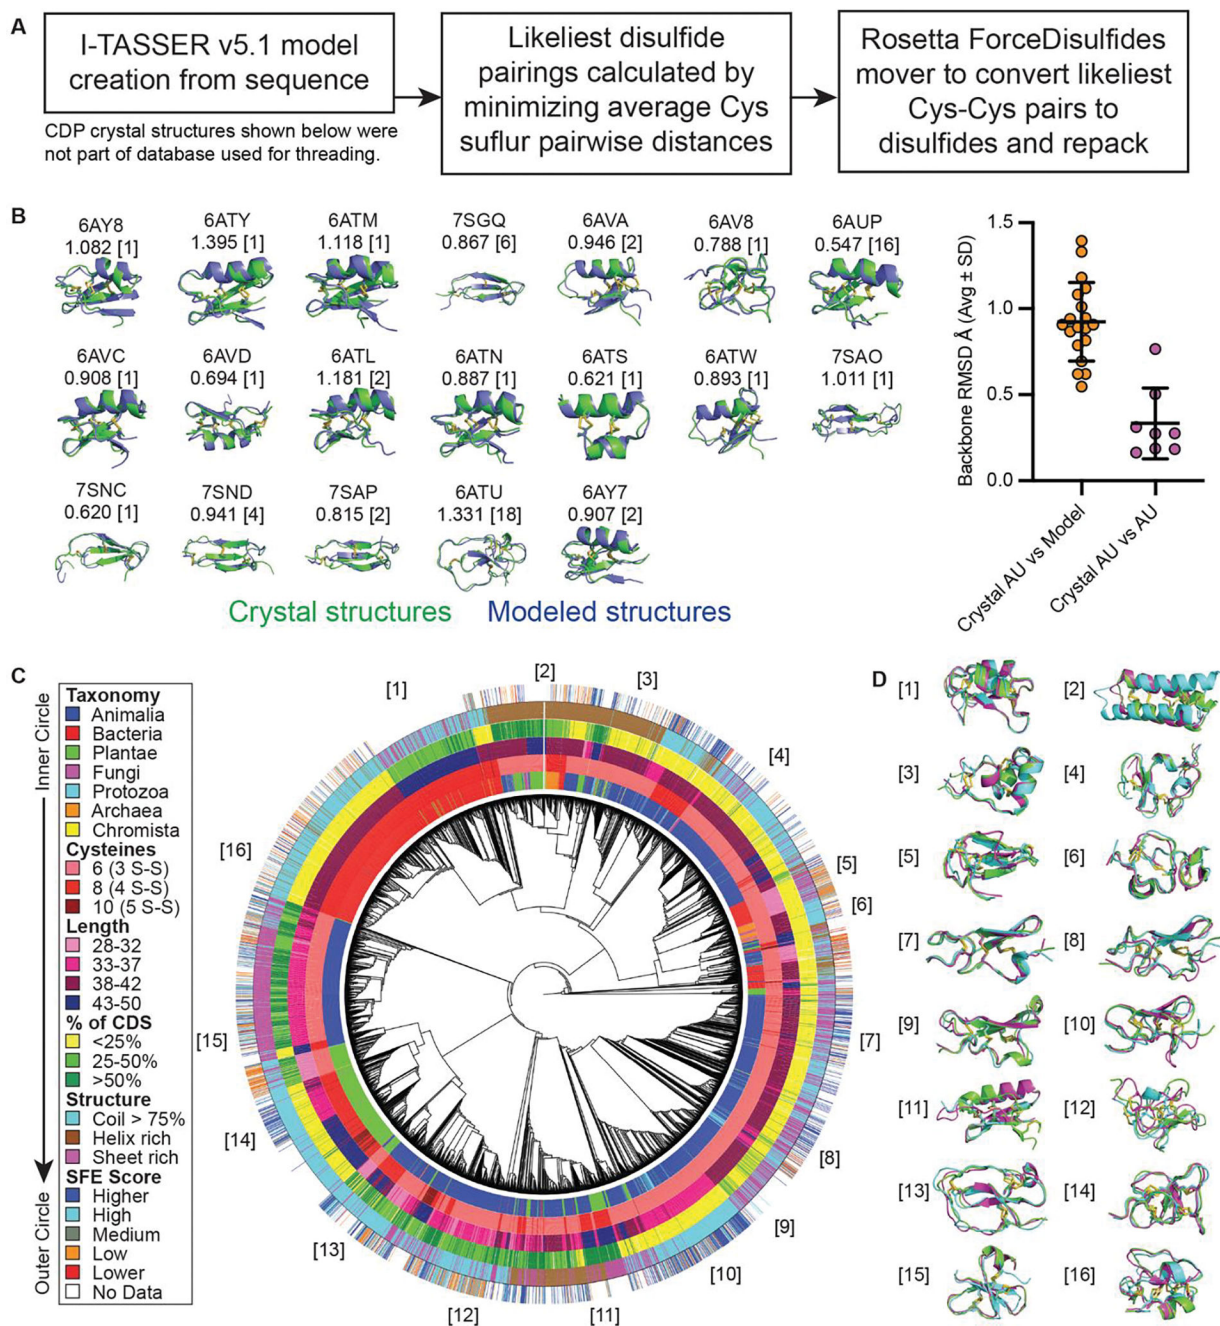 A
I-TASSER v5.1 model
creation from sequence
CDP crystal structures shown below were
not part of database used for threading.
Likeliest disulfide
pairings calculated by
minimizing average Cys
suflur pairwise distances
Rosetta ForceDisulfides
mover to convert likeliest
Cys-Cys pairs to
disulfides and repack
B
6AY8 6ATY 6ATM 7SGQ 6AVA 6AV8 6AUP
1.082 [1] 1.395 [1] 1.118 [1] 0.867 [6] 0.946 [2] 0.788 [1] 0.547 [16]
6AVC 6AVD 6ATL 6ATN 6ATS 6ATW 7SAO
0.908 [1] 0.694 [1] 1.181 [2] 0.887 [1] 0.621 [1] 0.893 [1] 1.011 [1]
7SNC 7SND 7SAP 6ATU 6AY7
0.620 [1] 0.941 [4] 0.815 [2] 1.331 [18] 0.907 [2]
Crystal structures Modeled structures
Backbone RMSD Å (Avg ± SD)
1.5
1.0
0.5
0.0
Crystal AU vs Model
Crystal AU vs AU
C
Inner Circle
Outer Circle
Taxonomy
Animalia
Bacteria
Plantae
Fungi
Protozoa
Archaea
Chromista
Cysteines
6 (3 S-S)
8 (4 S-S)
10 (5 S-S)
Length
28-32
33-37
38-42
43-50
% of CDS
<25%
25-50%
>50%
Structure
Coil > 75%
Helix rich
Sheet rich
SFE Score
Higher
High
Medium
Low
Lower
No Data
[1]
[2]
[3]
[4]
[5]
[6]
[7]
[8]
[9]
[10]
[11]
[12]
[13]
[14]
[15]
[16]
D
[1] [2]
[3] [4]
[5] [6]
[7] [8]
[9] [10]
[11] [12]
[13] [14]
[15] [16]